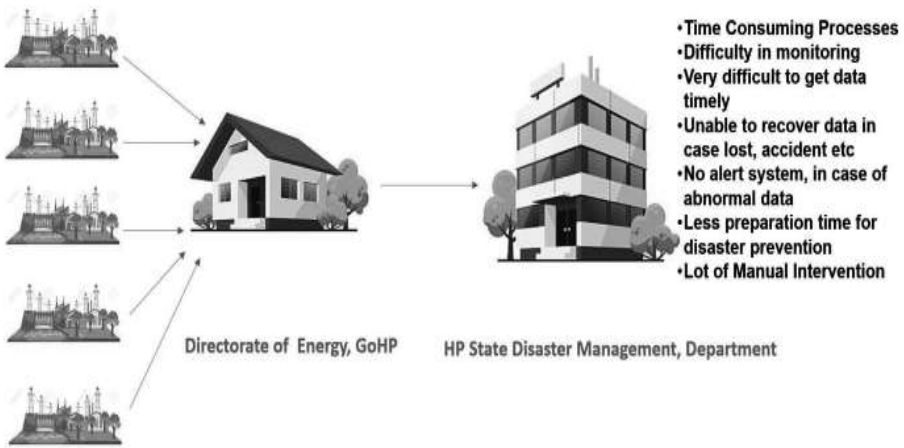 •Time Consuming Processes
•Difficulty in monitoring
•Very difficult to get data
timely
•Unable to recover data in
case lost, accident etc
•No alert system, in case of
abnormal data
•Less preparation time for
disaster prevention
•Lot of Manual Intervention
Directorate of Energy, GoHP
HP State Disaster Management, Department